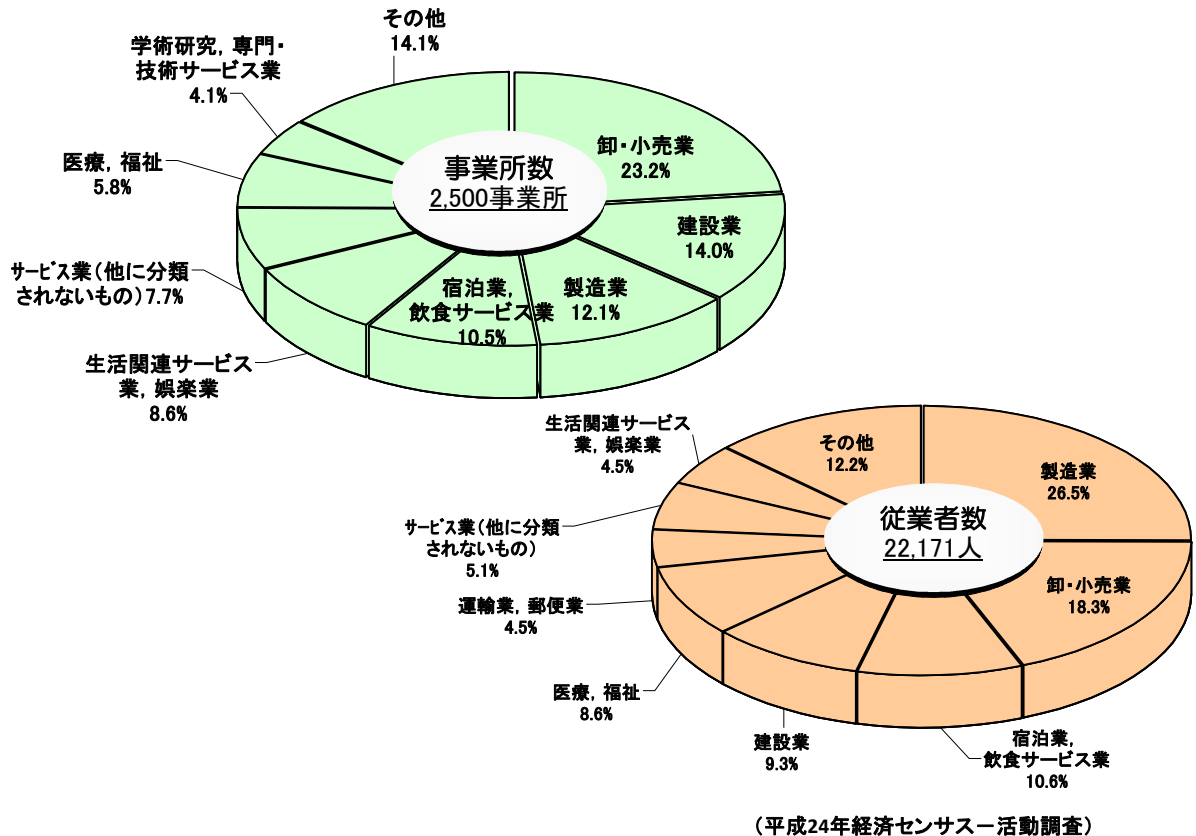 その他
14.1%
学術研究，専門・
技術サービス業
4.1%
医療，福祉
5.8%
サービス業（他に分類
されないもの）7.7%
生活関連サービス
業，娯楽業
8.6%
事業所数
2,500事業所
卸・小売業
23.2%
建設業
14.0%
製造業
12.1%
宿泊業，
飲食サービス業
10.5%
生活関連サービス
業，娯楽業
4.5%
その他
12.2%
製造業
26.5%
従業者数
22,171人
サービス業（他に分類
されないもの）
5.1%
卸・小売業
18.3%
運輸業，郵便業
4.5%
医療，福祉
8.6%
建設業
9.3%
宿泊業，
飲食サービス業
10.6%
（平成24年経済センサスー活動調査）